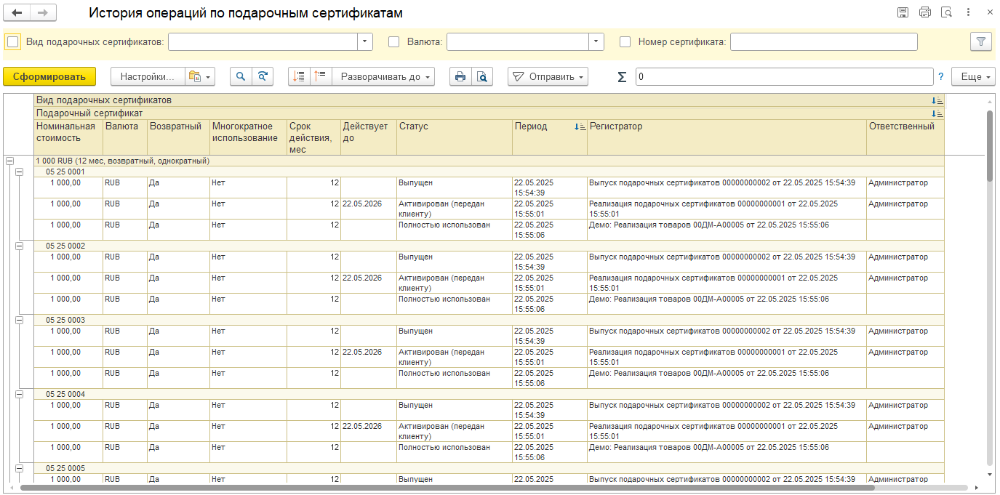 История операций по подарочным сертификатам
Вид подарочных сертификатов: Валюта: Номер сертификата:
Сформировать Настройки... Разворачивать до Отправить Σ 0 ? Еще
Вид подарочных сертификатов
Подарочный сертификат
Номинальная стоимость Валюта Возвратный Многократное использование Срок действия, мес Действует до Статус Период Регистратор Ответственный
1 000 RUB (12 мес, возвратный, однократный)
05 25 0001
1 000,00 RUB Да Нет 12 Выпущен 22.05.2025 15:54:39 Выпуск подарочных сертификатов 00000000002 от 22.05.2025 15:54:39 Администратор
1 000,00 RUB Да Нет 12 22.05.2026 Активирован (передан клиенту) 22.05.2025 15:55:01 Реализация подарочных сертификатов 00000000001 от 22.05.2025 15:55:01 Администратор
1 000,00 RUB Да Нет 12 Полностью использован 22.05.2025 15:55:06 Демо: Реализация товаров 00ДМ-А00005 от 22.05.2025 15:55:06
05 25 0002
1 000,00 RUB Да Нет 12 Выпущен 22.05.2025 15:54:39 Выпуск подарочных сертификатов 00000000002 от 22.05.2025 15:54:39 Администратор
1 000,00 RUB Да Нет 12 22.05.2026 Активирован (передан клиенту) 22.05.2025 15:55:01 Реализация подарочных сертификатов 00000000001 от 22.05.2025 15:55:01 Администратор
1 000,00 RUB Да Нет 12 Полностью использован 22.05.2025 15:55:06 Демо: Реализация товаров 00ДМ-А00005 от 22.05.2025 15:55:06
05 25 0003
1 000,00 RUB Да Нет 12 Выпущен 22.05.2025 15:54:39 Выпуск подарочных сертификатов 00000000002 от 22.05.2025 15:54:39 Администратор
1 000,00 RUB Да Нет 12 22.05.2026 Активирован (передан клиенту) 22.05.2025 15:55:01 Реализация подарочных сертификатов 00000000001 от 22.05.2025 15:55:01 Администратор
1 000,00 RUB Да Нет 12 Полностью использован 22.05.2025 15:55:06 Демо: Реализация товаров 00ДМ-А00005 от 22.05.2025 15:55:06
05 25 0004
1 000,00 RUB Да Нет 12 Выпущен 22.05.2025 15:54:39 Выпуск подарочных сертификатов 00000000002 от 22.05.2025 15:54:39 Администратор
1 000,00 RUB Да Нет 12 22.05.2026 Активирован (передан клиенту) 22.05.2025 15:55:01 Реализация подарочных сертификатов 00000000001 от 22.05.2025 15:55:01 Администратор
1 000,00 RUB Да Нет 12 Полностью использован 22.05.2025 15:55:06 Демо: Реализация товаров 00ДМ-А00005 от 22.05.2025 15:55:06
05 25 0005
1 000,00 RUB Да Нет 12 Выпущен 22.05.2025 Выпуск подарочных сертификатов 00000000002 от 22.05.2025 15:54:39 Администратор